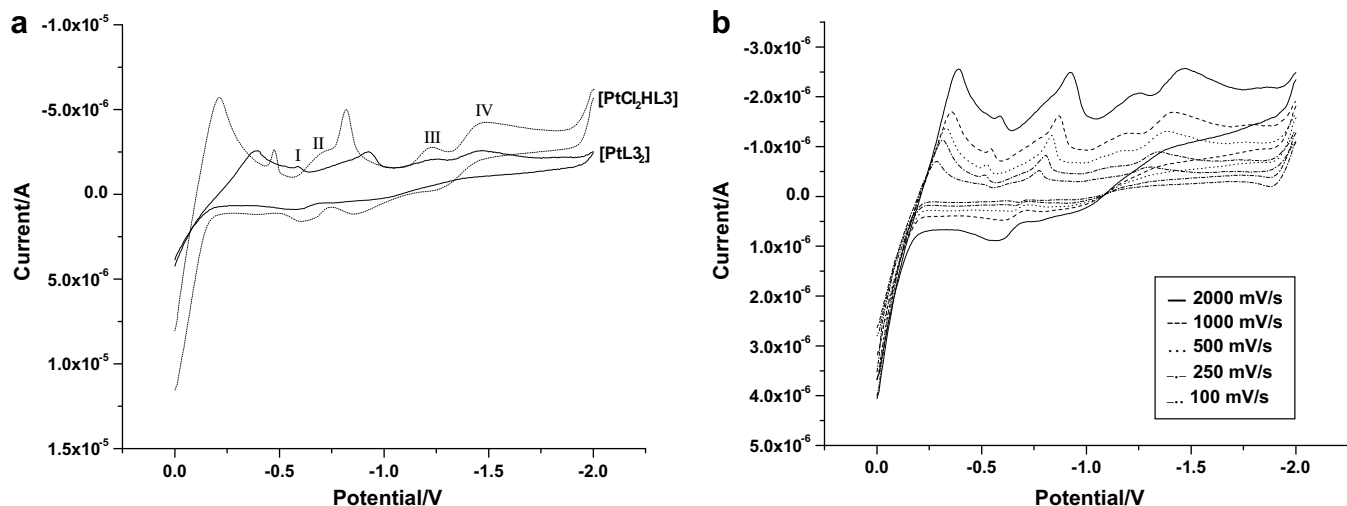 a
-1.0x10⁻⁵
-5.0x10⁻⁶
0.0
5.0x10⁻⁶
1.0x10⁻⁵
1.5x10⁻⁵
Current/A
I
II
III
IV
[PtCl₂HL3]
[PtL3₂]
0.0
-0.5
-1.0
-1.5
-2.0
Potential/V
b
-3.0x10⁻⁶
-2.0x10⁻⁶
-1.0x10⁻⁶
0.0
1.0x10⁻⁶
2.0x10⁻⁶
3.0x10⁻⁶
4.0x10⁻⁶
5.0x10⁻⁶
Current/A
2000 mV/s
1000 mV/s
500 mV/s
250 mV/s
100 mV/s
0.0
-0.5
-1.0
-1.5
-2.0
Potential/V